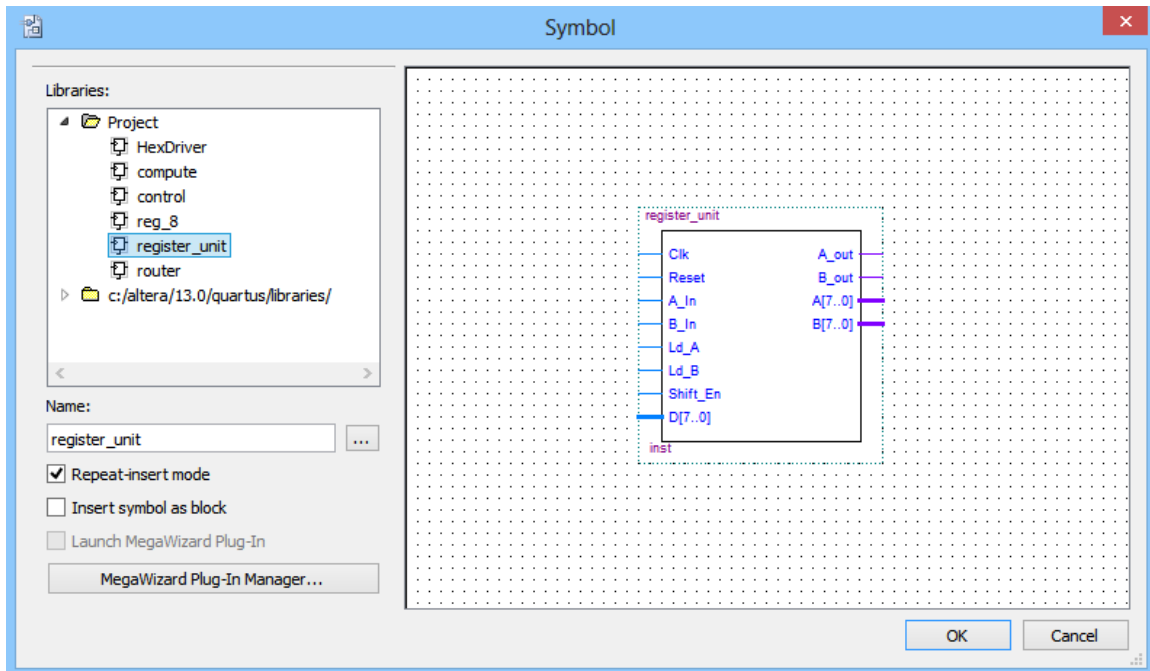 Symbol
Libraries:
Project
HexDriver
compute
control
reg_8
register_unit
router
c:/altera/13.0/quartus/libraries/
Name:
register_unit
...
Repeat-insert mode
Insert symbol as block
Launch MegaWizard Plug-In
MegaWizard Plug-In Manager...
register_unit
Clk A_out
Reset B_out
A_In A[7..0]
B_In B[7..0]
Ld_A
Ld_B
Shift_En
D[7..0]
inst
OK Cancel